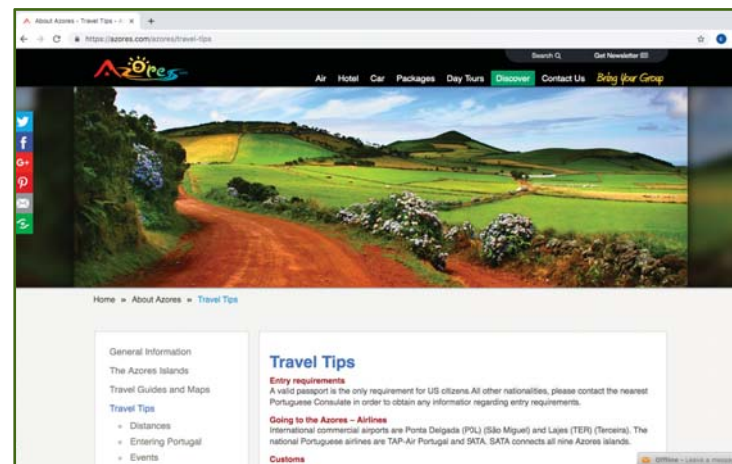 About Azores - Travel Tips - A
https://azores.com/azores/travel-tips
Search
Get Newsletter
Azores
Air Hotel Car Packages Day Tours Discover Contact Us Bring Your Group
G+
Home » About Azores » Travel Tips
General Information
The Azores Islands
Travel Guides and Maps
Travel Tips
Distances
Entering Portugal
Events
Travel Tips
Entry requirements
A valid passport is the only requirement for US citizens.All other nationalities, please contact the nearest
Portuguese Consulate in order to obtain any informatior regarding entry requirements.
Going to the Azores – Airlines
International commercial airports are Ponta Delgada (PDL) (São Miguel) and Lajes (TER) (Terceira). The
national Portuguese airlines are TAP-Air Portugal and SATA. SATA connects all nine Azores islands.
Customs
Offline - Leave a message